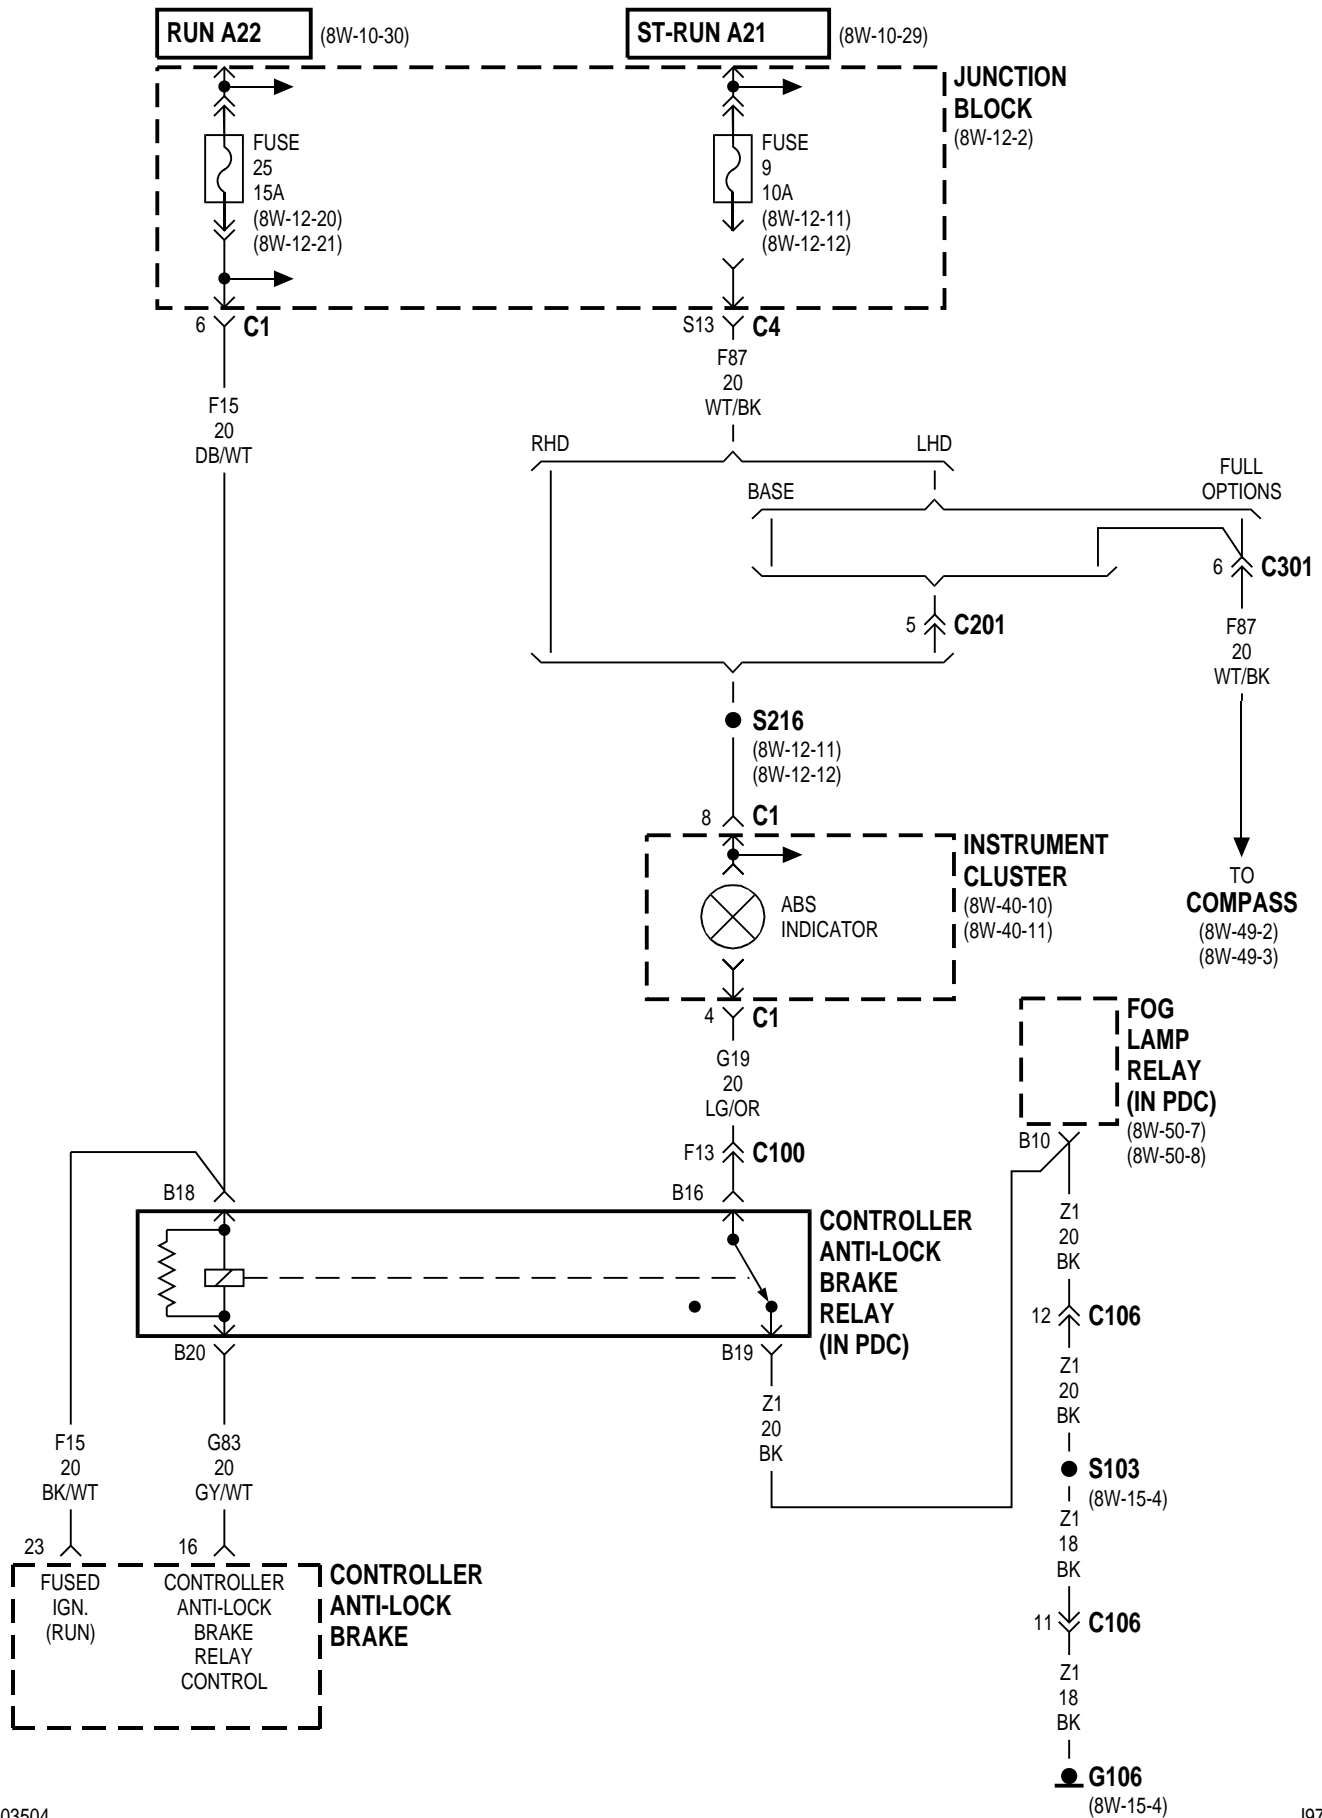 RUN A22
(8W-10-30)
ST-RUN A21
(8W-10-29)
JUNCTION
BLOCK
(8W-12-2)
FUSE
25
15A
(8W-12-20)
(8W-12-21)
FUSE
9
10A
(8W-12-11)
(8W-12-12)
6
C1
S13
C4
F15
20
DB/WT
F87
20
WT/BK
RHD
LHD
BASE
FULL
OPTIONS
6
C301
5
C201
F87
20
WT/BK
S216
(8W-12-11)
(8W-12-12)
8
C1
INSTRUMENT
CLUSTER
(8W-40-10)
(8W-40-11)
ABS
INDICATOR
TO
COMPASS
(8W-49-2)
(8W-49-3)
4
C1
G19
20
LG/OR
FOG
LAMP
RELAY
(IN PDC)
(8W-50-7)
(8W-50-8)
B10
F13
C100
B18
B16
CONTROLLER
ANTI-LOCK
BRAKE
RELAY
(IN PDC)
Z1
20
BK
12
C106
B20
B19
Z1
20
BK
Z1
20
BK
F15
20
BK/WT
G83
20
GY/WT
S103
(8W-15-4)
Z1
18
BK
23
16
FUSED
IGN.
(RUN)
CONTROLLER
ANTI-LOCK
BRAKE
RELAY
CONTROL
CONTROLLER
ANTI-LOCK
BRAKE
11
C106
Z1
18
BK
G106
(8W-15-4)
03504
J97